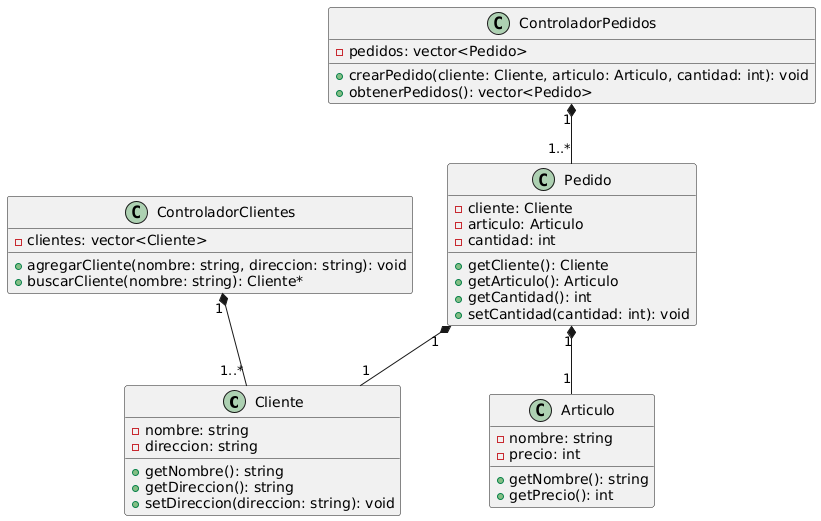 C ControladorPedidos
pedidos: vector<Pedido>
crearPedido(cliente: Cliente, articulo: Articulo, cantidad: int): void
obtenerPedidos(): vector<Pedido>
1
1..*
C Pedido
cliente: Cliente
articulo: Articulo
cantidad: int
getCliente(): Cliente
getArticulo(): Articulo
getCantidad(): int
setCantidad(cantidad: int): void
C ControladorClientes
clientes: vector<Cliente>
agregarCliente(nombre: string, direccion: string): void
buscarCliente(nombre: string): Cliente*
1
1..*
1
1
1
1
C Cliente
nombre: string
direccion: string
getNombre(): string
getDireccion(): string
setDireccion(direccion: string): void
C Articulo
nombre: string
precio: int
getNombre(): string
getPrecio(): int